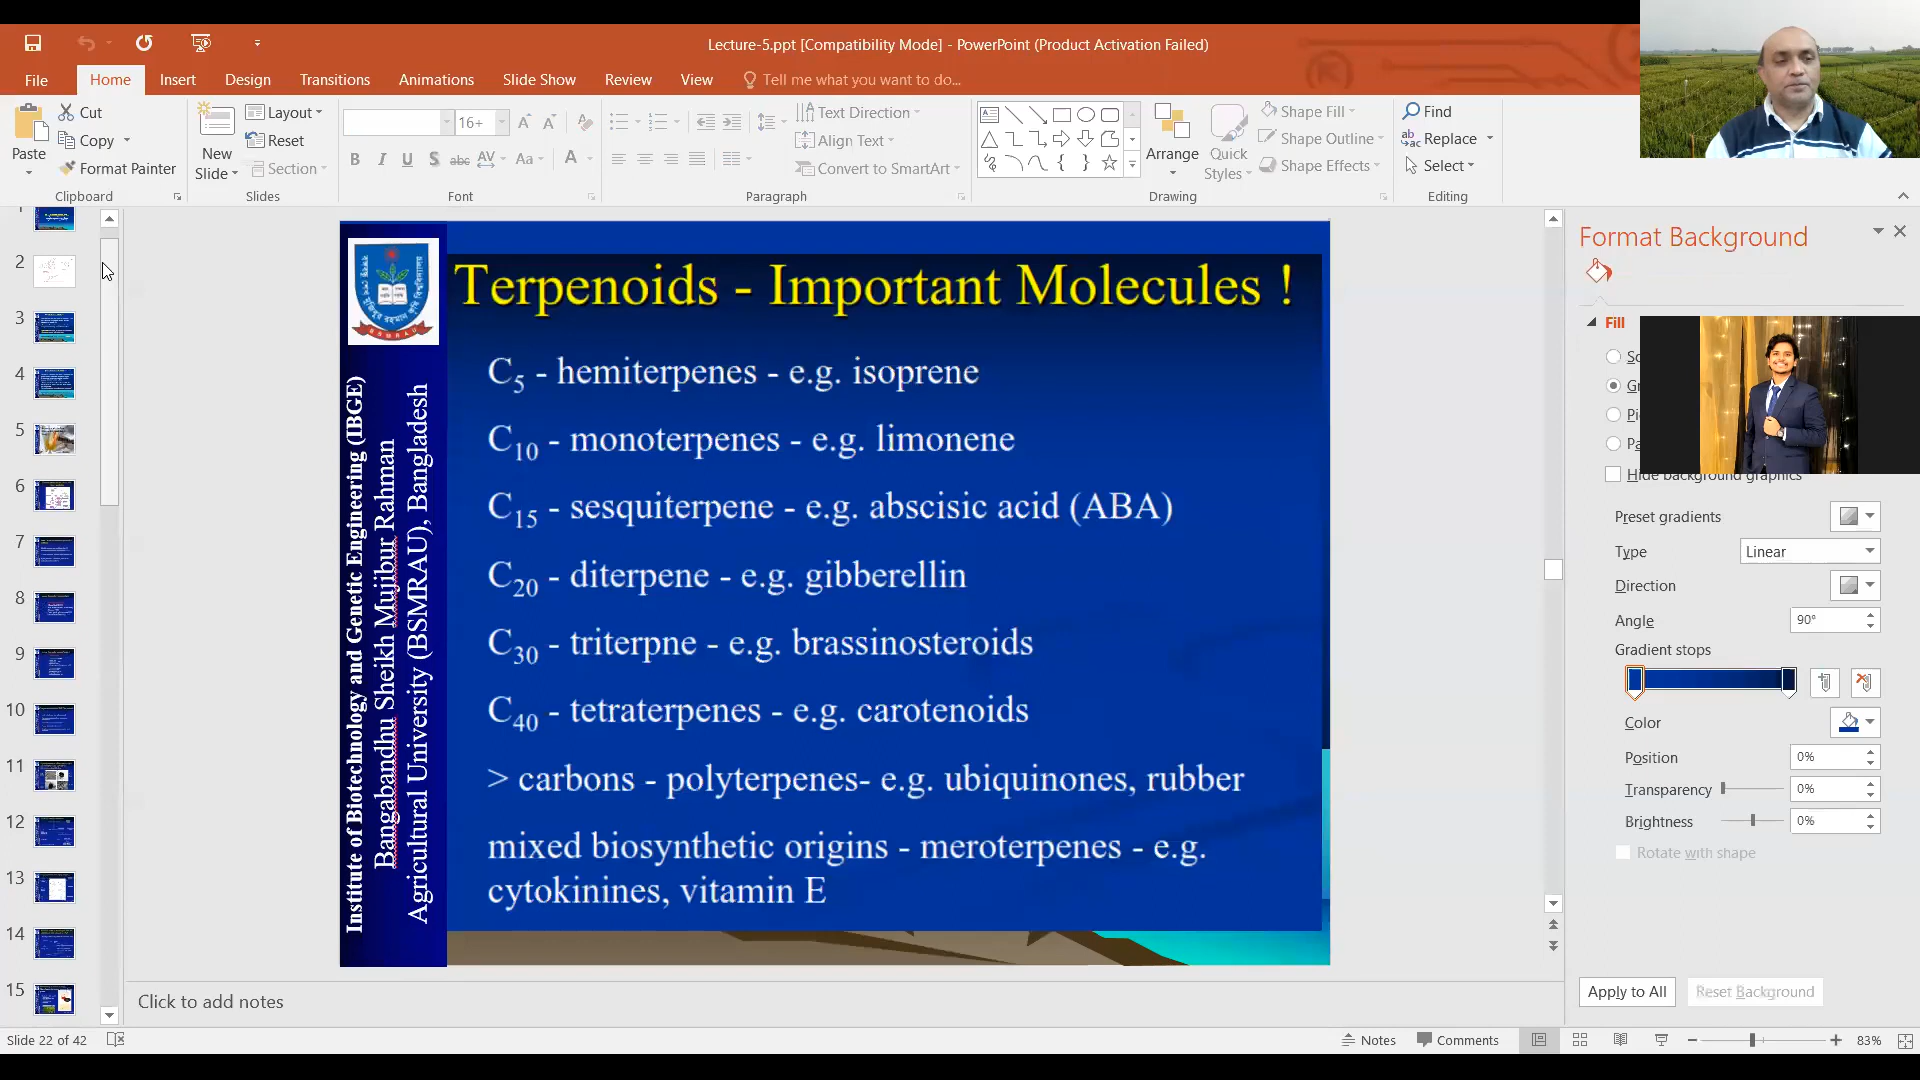 Lecture-5.ppt [Compatibility Mode] - PowerPoint (Product Activation Failed)
File Home Insert Design Transitions Animations Slide Show Review View Tell me what you want to do...
Paste
Cut
Copy
Format Painter
Clipboard
New Slide
Layout
Reset
Section
Slides
16+
Font
Text Direction
Align Text
Convert to SmartArt
Paragraph
Arrange
Quick Styles
Shape Fill
Shape Outline
Shape Effects
Drawing
Find
Replace
Select
Editing
2
3
4
5
6
7
8
9
10
11
12
13
14
15
Institute of Biotechnology and Genetic Engineering (IBGE)
Bangabandhu Sheikh Mujibur Rahman
Agricultural University (BSMRAU), Bangladesh
BSMRAU
Terpenoids - Important Molecules !
C5 - hemiterpenes - e.g. isoprene
C10 - monoterpenes - e.g. limonene
C15 - sesquiterpene - e.g. abscisic acid (ABA)
C20 - diterpene - e.g. gibberellin
C30 - triterpne - e.g. brassinosteroids
C40 - tetraterpenes - e.g. carotenoids
> carbons - polyterpenes- e.g. ubiquinones, rubber
mixed biosynthetic origins - meroterpenes - e.g.
cytokinines, vitamin E
Format Background
Fill
Hide background graphics
Preset gradients
Type Linear
Direction
Angle 90°
Gradient stops
Color
Position 0%
Transparency 0%
Brightness 0%
Rotate with shape
Apply to All Reset Background
Click to add notes
Slide 22 of 42
Notes Comments 83%